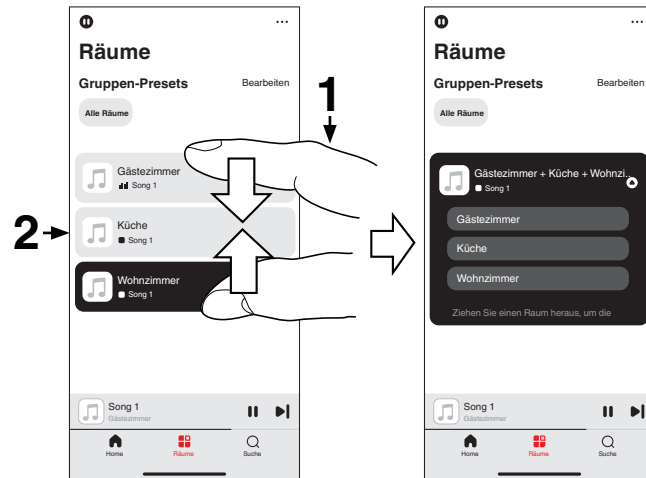 Räume
Gruppen-Presets Bearbeiten
Alle Räume
1
Gästezimmer
Song 1
2
Küche
Song 1
Wohnzimmer
Song 1
Song 1
Gästezimmer
Home Räume Suche
Räume
Gruppen-Presets Bearbeiten
Alle Räume
Gästezimmer + Küche + Wohnzi...
Song 1
Gästezimmer
Küche
Wohnzimmer
Ziehen Sie einen Raum heraus, um die
Song 1
Gästezimmer
Home Räume Suche